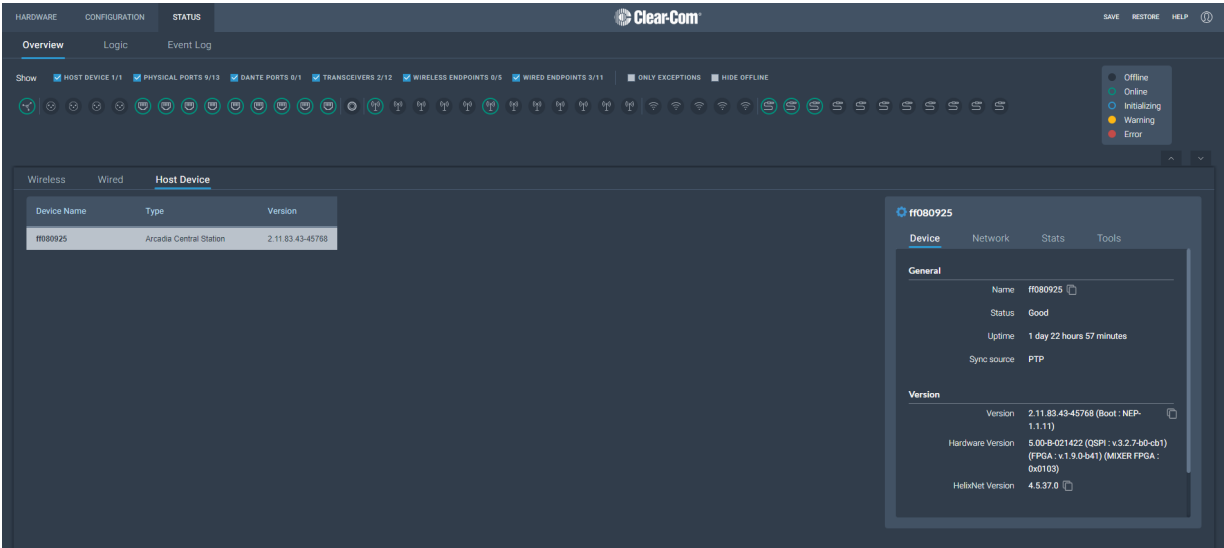 HARDWARE CONFIGURATION STATUS Clear-Com SAVE RESTORE HELP
Overview Logic Event Log
Show HOST DEVICE 1/1 PHYSICAL PORTS 9/13 DANTE PORTS 0/1 TRANSCEIVERS 2/12 WIRELESS ENDPOINTS 0/5 WIRED ENDPOINTS 3/11 ONLY EXCEPTIONS HIDE OFFLINE
Offline
Online
Initializing
Warning
Error
Wireless Wired Host Device
Device Name Type Version
ff080925 Arcadia Central Station 2.11.83.43-45768
ff080925
Device Network Stats Tools
General
Name ff080925
Status Good
Uptime 1 day 22 hours 57 minutes
Sync source PTP
Version
Version 2.11.83.43-45768 (Boot : NEP-
1.1.11)
Hardware Version 5.00-B-021422 (QSPI : v.3.2.7-b0-cb1)
(FPGA : v.1.9.0-b41) (MIXER FPGA :
0x0103)
HelixNet Version 4.5.37.0